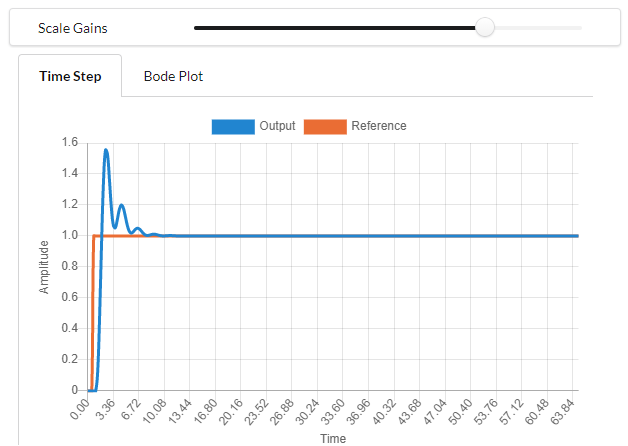 Scale Gains
Time Step Bode Plot
Output Reference
1.6
1.4
1.2
1.0
0.8
0.6
0.4
0.2
0
Amplitude
0.00 3.36 6.72 10.08 13.44 16.80 20.16 23.52 26.88 30.24 33.60 36.96 40.32 43.68 47.04 50.40 53.76 57.12 60.48 63.84
Time